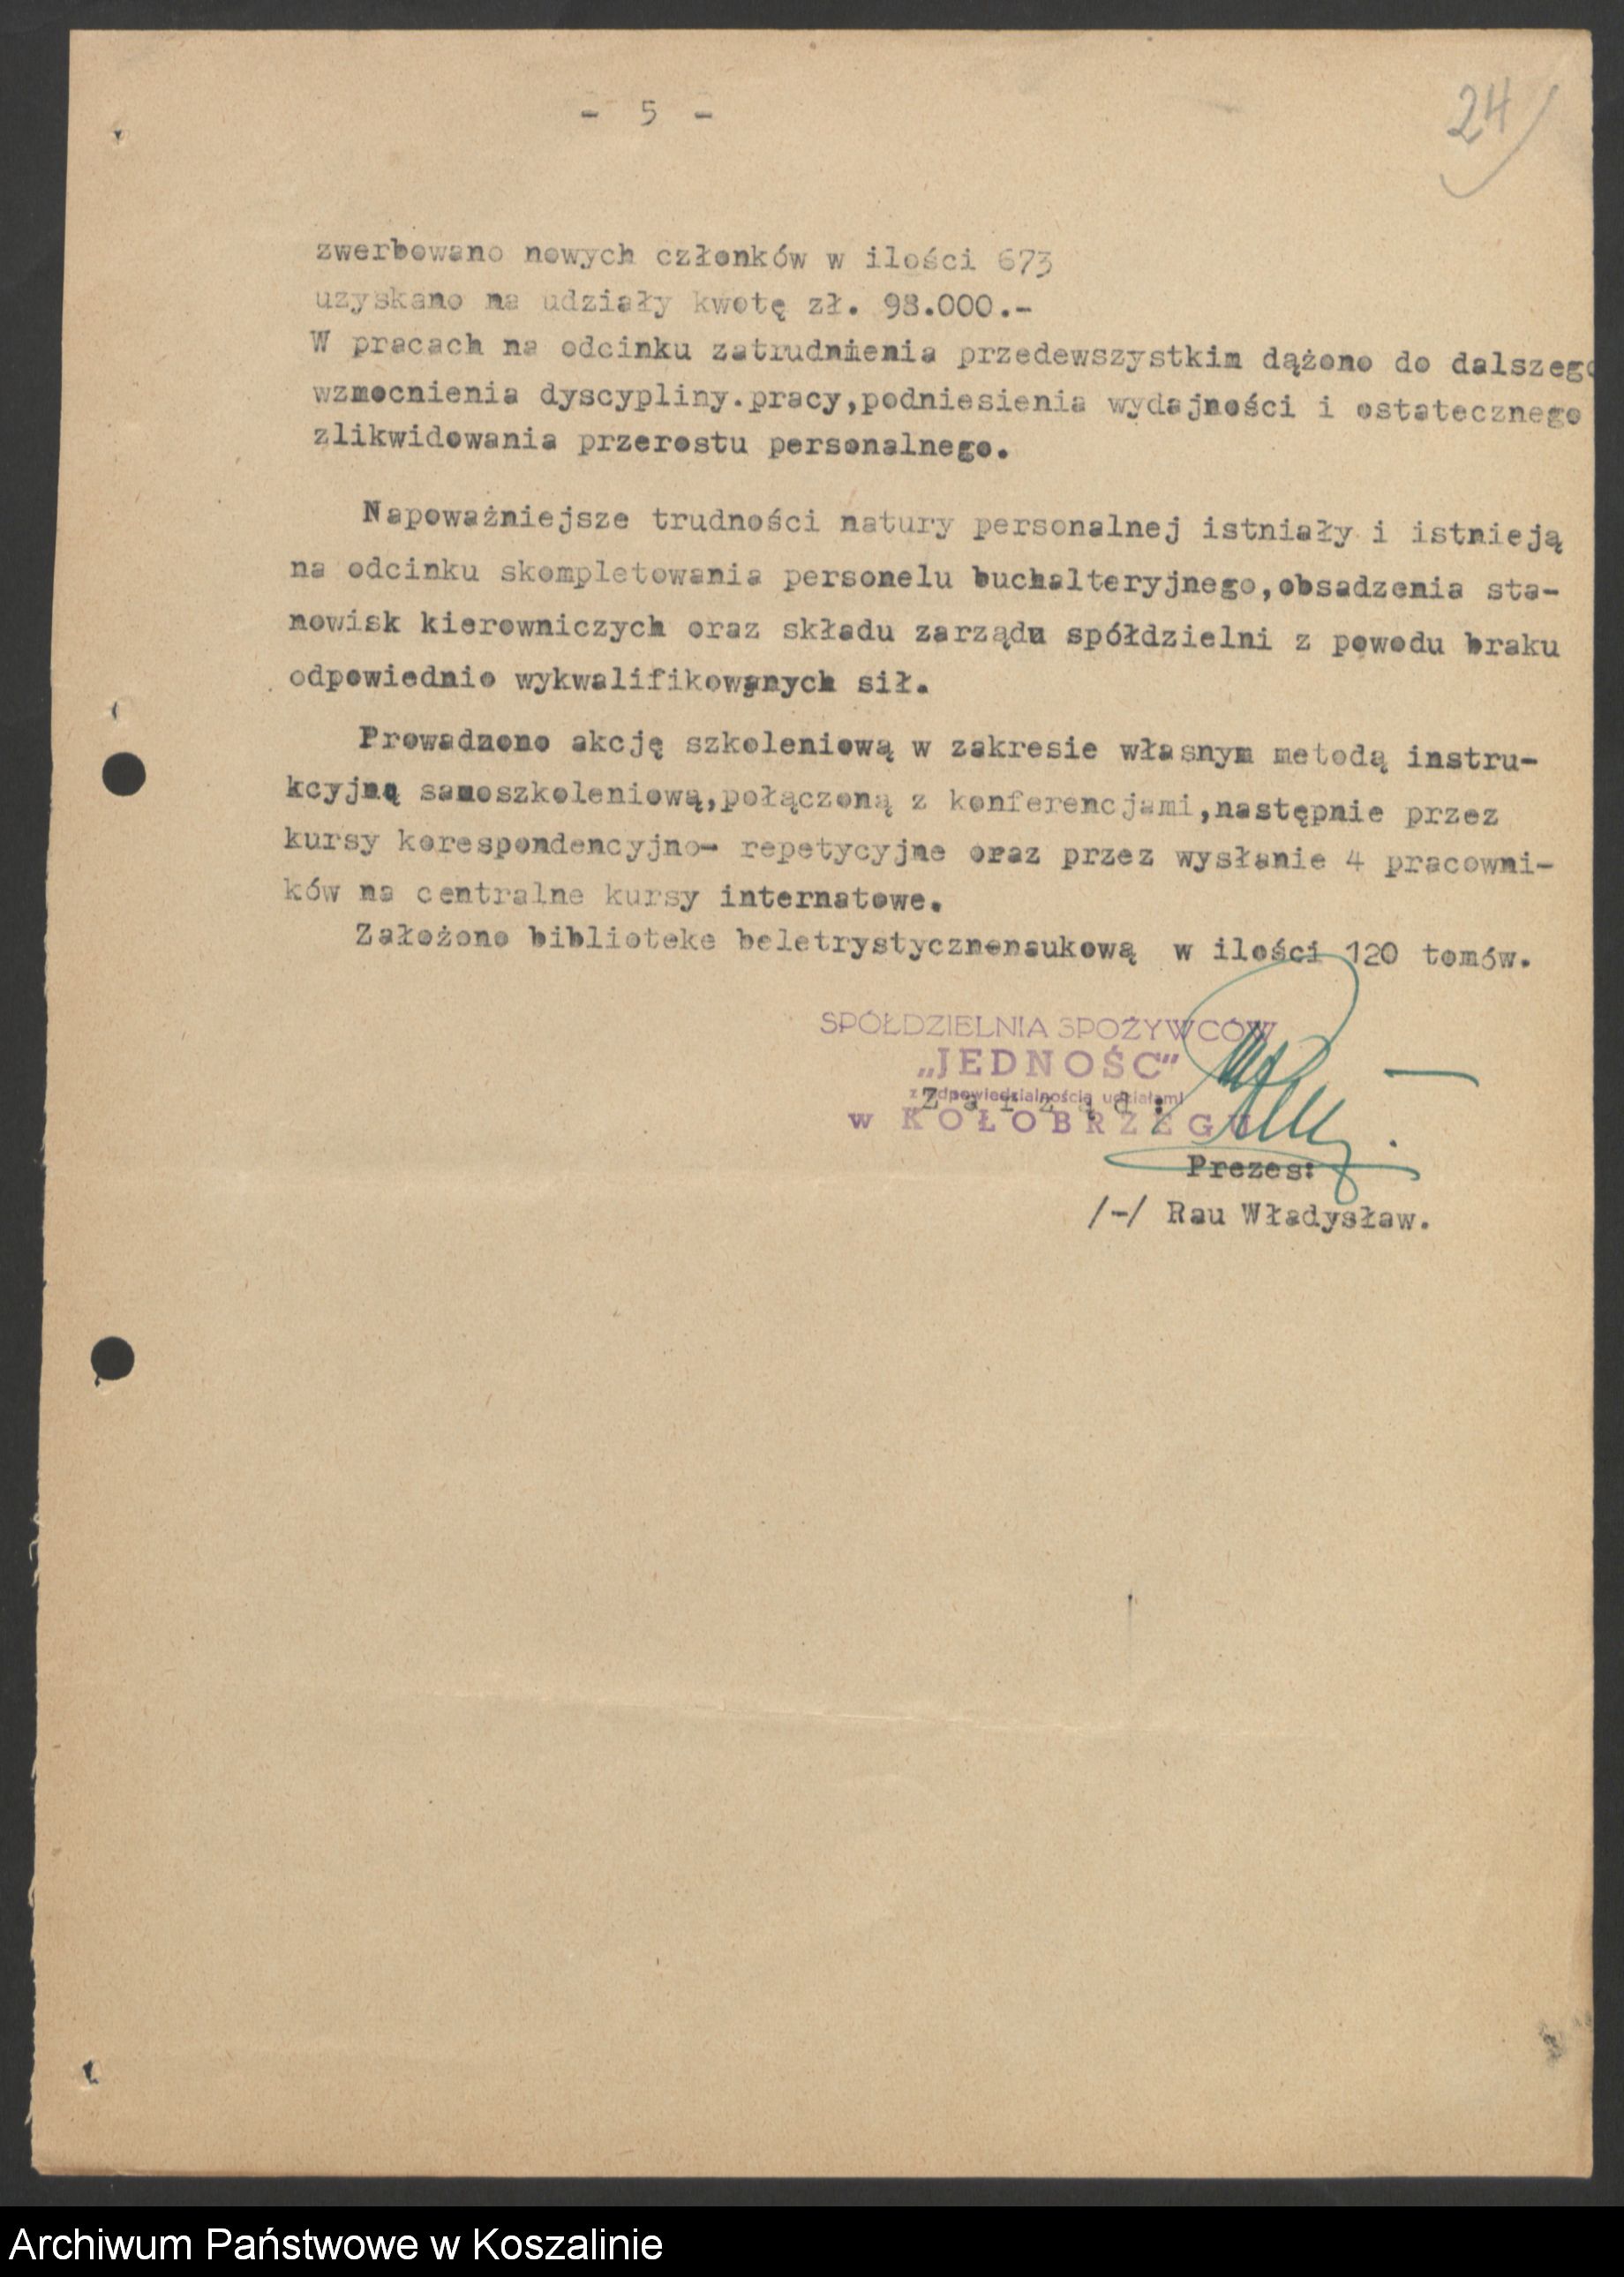 - 5 -
24
zwerbowano nowych członków w ilości 673
uzyskano na udziały kwotę zł. 98.000.-
W pracach na odcinku zatrudnienia przedewszystkim dążono do dalszego
wzmocnienia dyscypliny.pracy,podniesienia wydajności i ostatecznego
zlikwidowania przerostu personalnego.
Napoważniejsze trudności natury personalnej istniały i istnieją
na odcinku skompletowania personelu buchalteryjnego,obsadzenia sta-
nowisk kierowniczych oraz składu zarządu spółdzielni z powodu braku
odpowiednio wykwalifikowanych sił.
Prowadzono akcję szkoleniową w zakresie własnym metodą instru-
kcyjną samoszkoleniową,połączoną z konferencjami,następnie przez
kursy korespondencyjno- repetycyjne oraz przez wysłanie 4 pracowni-
ków na centralne kursy internatowe.
Założono biblioteke beletrystycznonaukową w ilości 120 tomów.
SPÓŁDZIELNIA SPOŻYWCÓW
„JEDNOŚĆ"
z odpowiedzialnością udziałami
Z a r z ą d :
w KOŁOBRZEGU
Prezes:
/-/ Rau Władysław.
Archiwum Państwowe w Koszalinie